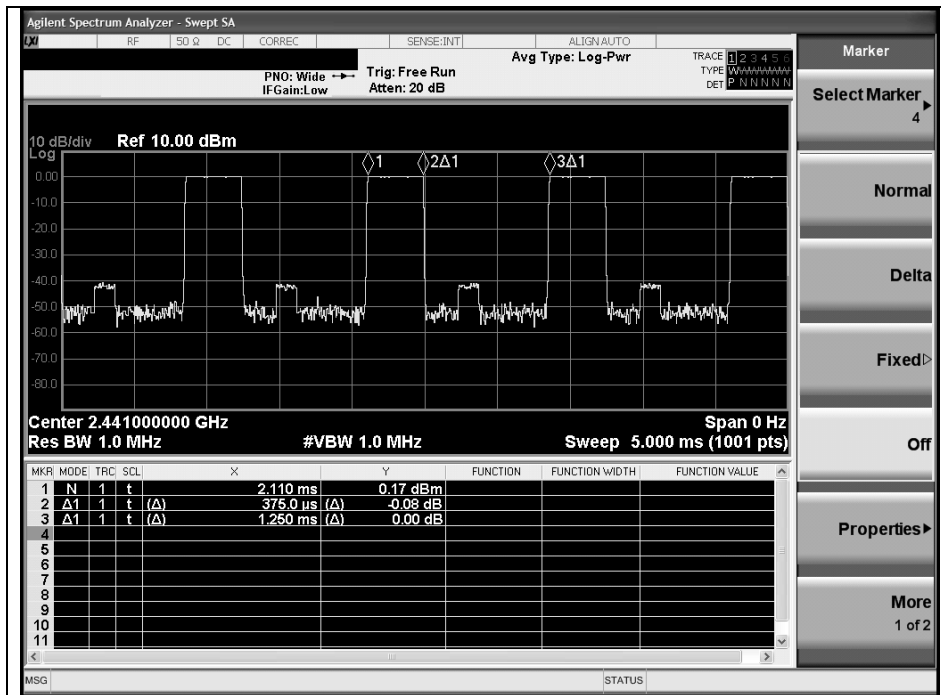 Agilent Spectrum Analyzer - Swept SA
LXI RF 50 Ω DC CORREC SENSE:INT ALIGN AUTO
Avg Type: Log-Pwr
TRACE 1 2 3 4 5 6
PNO: Wide Trig: Free Run
TYPE WWWWWW
IFGain:Low Atten: 20 dB
DET P N N N N N
10 dB/div Ref 10.00 dBm
Log
1 2Δ1 3Δ1
0.00
-10.0
-20.0
-30.0
-40.0
-50.0
-60.0
-70.0
-80.0
Center 2.441000000 GHz Span 0 Hz
Res BW 1.0 MHz #VBW 1.0 MHz Sweep 5.000 ms (1001 pts)
MKR MODE TRC SCL X Y FUNCTION FUNCTION WIDTH FUNCTION VALUE
1 N 1 t 2.110 ms 0.17 dBm
2 Δ1 1 t (Δ) 375.0 µs (Δ) -0.08 dB
3 Δ1 1 t (Δ) 1.250 ms (Δ) 0.00 dB
4
5
6
7
8
9
10
11
MSG STATUS
Marker
Select Marker
4
Normal
Delta
Fixed
Off
Properties
More
1 of 2